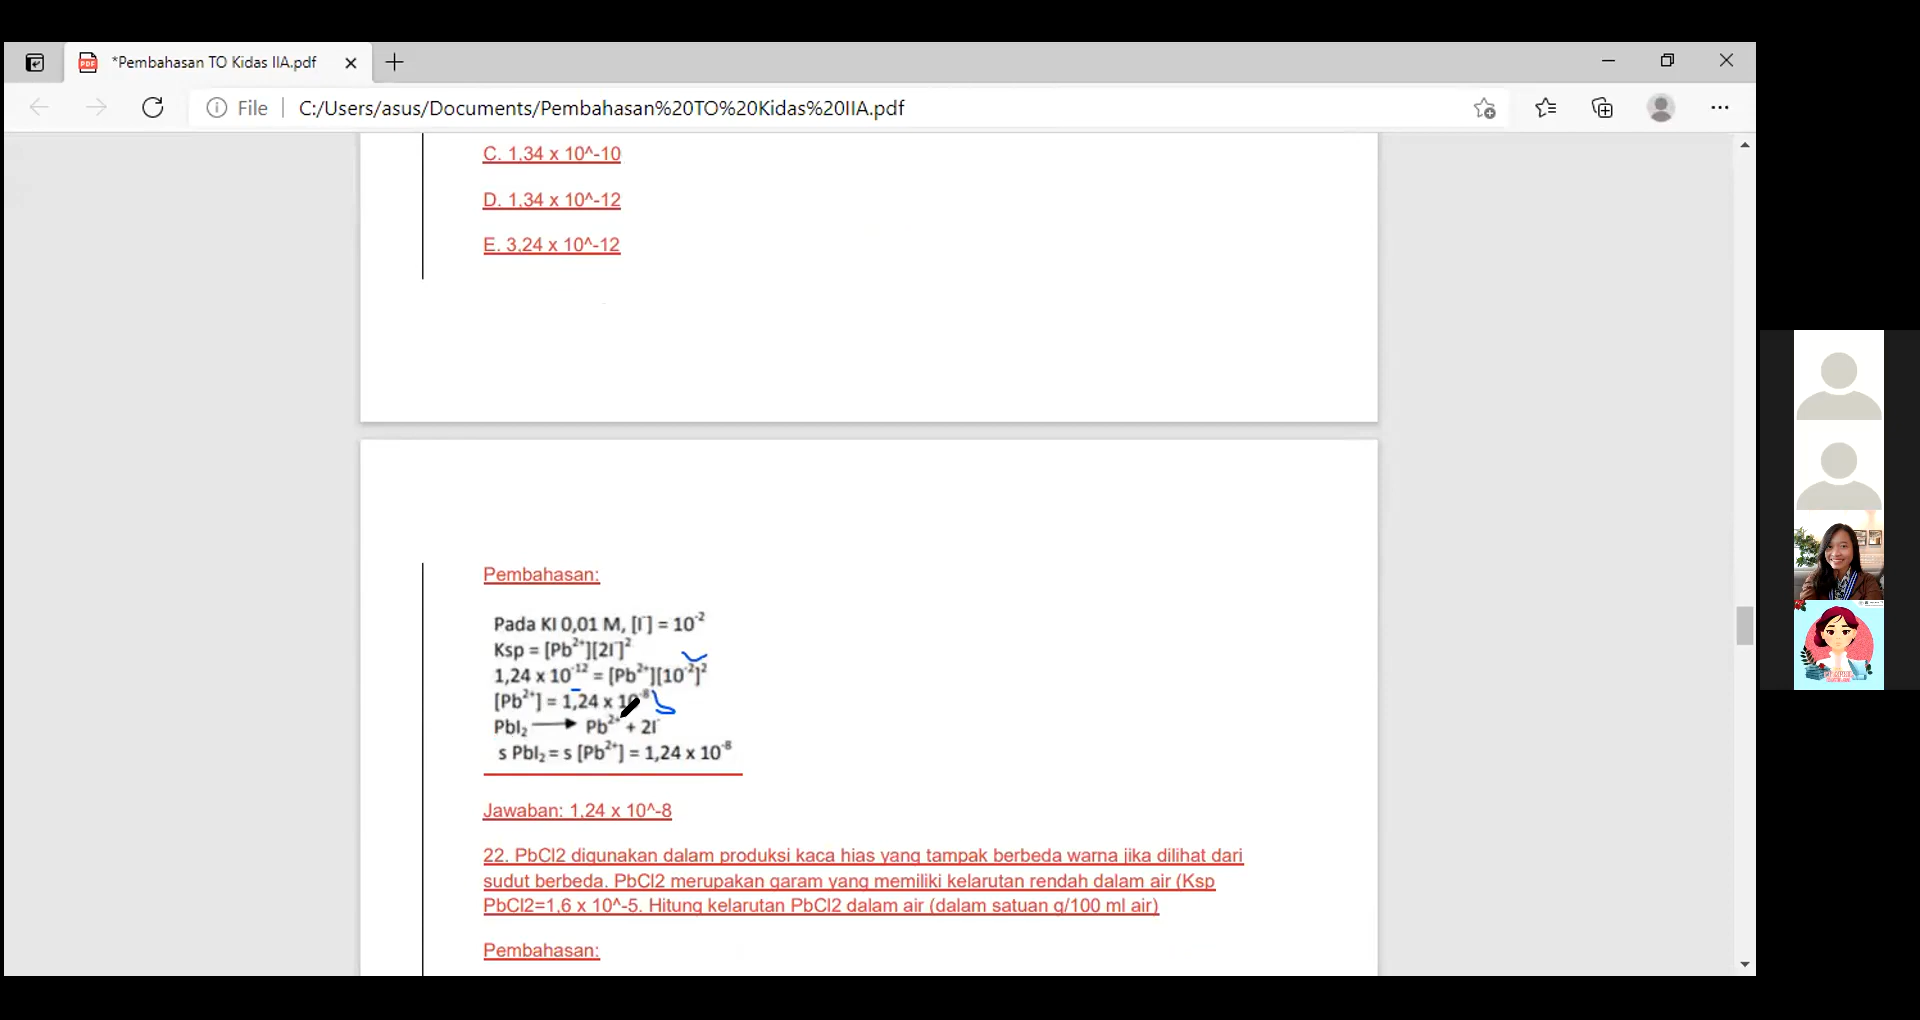 *Pembahasan TO Kidas IIA.pdf
File
C:/Users/asus/Documents/Pembahasan%20TO%20Kidas%20IIA.pdf
C. 1,34 x 10^-10
D. 1,34 x 10^-12
E. 3,24 x 10^-12
Pembahasan:
Pada KI 0,01 M, [I⁻] = 10⁻²
Ksp = [Pb²⁺][2I⁻]²
1,24 x 10⁻¹² = [Pb²⁺][10⁻²]²
[Pb²⁺] = 1,24 x 10⁻⁸
PbI₂ → Pb²⁺ + 2I⁻
s PbI₂ = s [Pb²⁺] = 1,24 x 10⁻⁸
Jawaban: 1,24 x 10^-8
22. PbCl2 digunakan dalam produksi kaca hias yang tampak berbeda warna jika dilihat dari
sudut berbeda. PbCl2 merupakan garam yang memiliki kelarutan rendah dalam air (Ksp
PbCl2=1,6 x 10^-5. Hitung kelarutan PbCl2 dalam air (dalam satuan g/100 ml air)
Pembahasan: